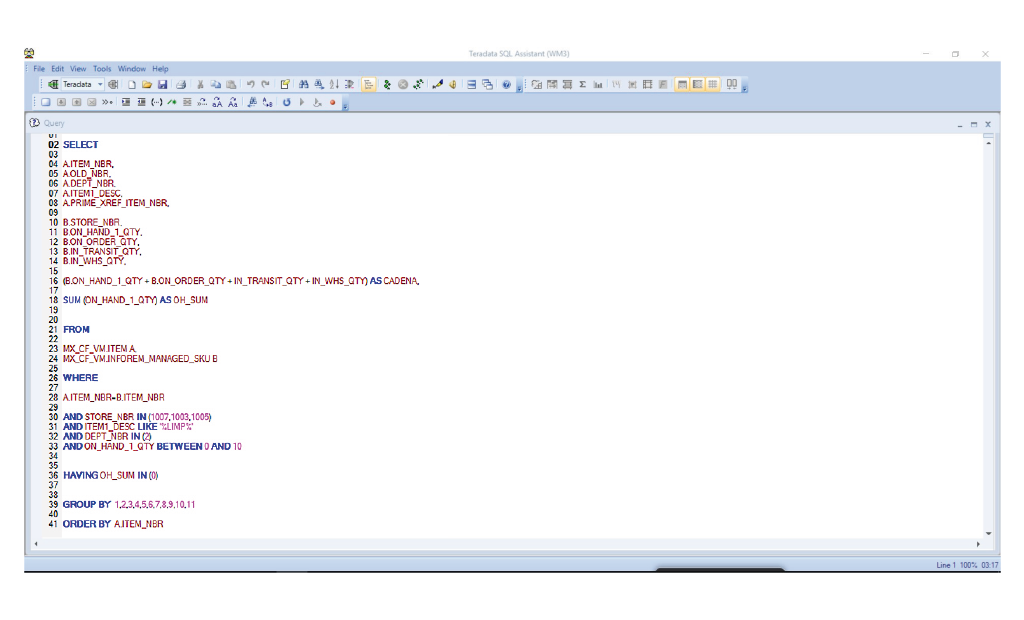 Teradata SQL Assistant (WM3)
File Edit View Tools Window Help
Teradata
Query
01
02 SELECT
03
04 A.ITEM_NBR,
05 A.OLD_NBR,
06 A.DEPT_NBR,
07 A.ITEM1_DESC,
08 A.PRIME_XREF_ITEM_NBR,
09
10 B.STORE_NBR,
11 B.ON_HAND_1_QTY,
12 B.ON_ORDER_QTY,
13 B.IN_TRANSIT_QTY,
14 B.IN_WHS_QTY,
15
16 (B.ON_HAND_1_QTY + B.ON_ORDER_QTY + IN_TRANSIT_QTY + IN_WHS_QTY) AS CADENA,
17
18 SUM (ON_HAND_1_QTY) AS OH_SUM
19
20
21 FROM
22
23 MX_CF_VM.ITEM A,
24 MX_CF_VM.INFOREM_MANAGED_SKU B
25
26 WHERE
27
28 A.ITEM_NBR=B.ITEM_NBR
29
30 AND STORE_NBR IN (1007,1003,1005)
31 AND ITEM1_DESC LIKE '%LIMP%'
32 AND DEPT_NBR IN (2)
33 AND ON_HAND_1_QTY BETWEEN 0 AND 10
34
35
36 HAVING OH_SUM IN (0)
37
38
39 GROUP BY 1,2,3,4,5,6,7,8,9,10,11
40
41 ORDER BY A.ITEM_NBR
Line 1 100% 03:17